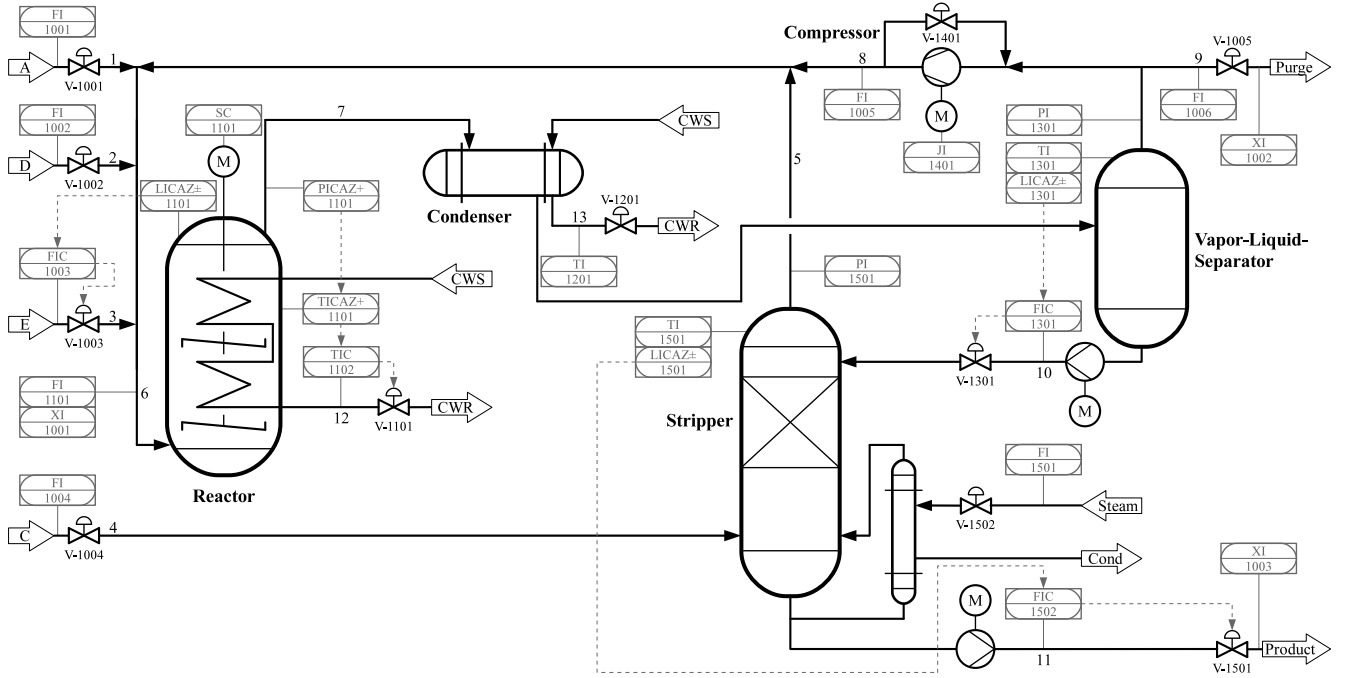 FI
1001
A
V-1001
1
FI
1002
D
V-1002
2
SC
1101
M
7
CWS
LICAZ±
1101
PICAZ+
1101
Condenser
V-1201
13
CWR
TI
1201
FIC
1003
E
V-1003
3
CWS
TICAZ+
1101
TIC
1102
12
V-1101
CWR
FI
1101
XI
1001
6
Reactor
FI
1004
C
V-1004
4
Compressor
V-1401
8
FI
1005
M
JI
1401
5
9
V-1005
Purge
FI
1006
XI
1002
PI
1301
TI
1301
LICAZ±
1301
Vapor-Liquid-
Separator
PI
1501
TI
1501
LICAZ±
1501
FIC
1301
V-1301
10
M
Stripper
FI
1501
V-1502
Steam
Cond
XI
1003
M
FIC
1502
11
V-1501
Product